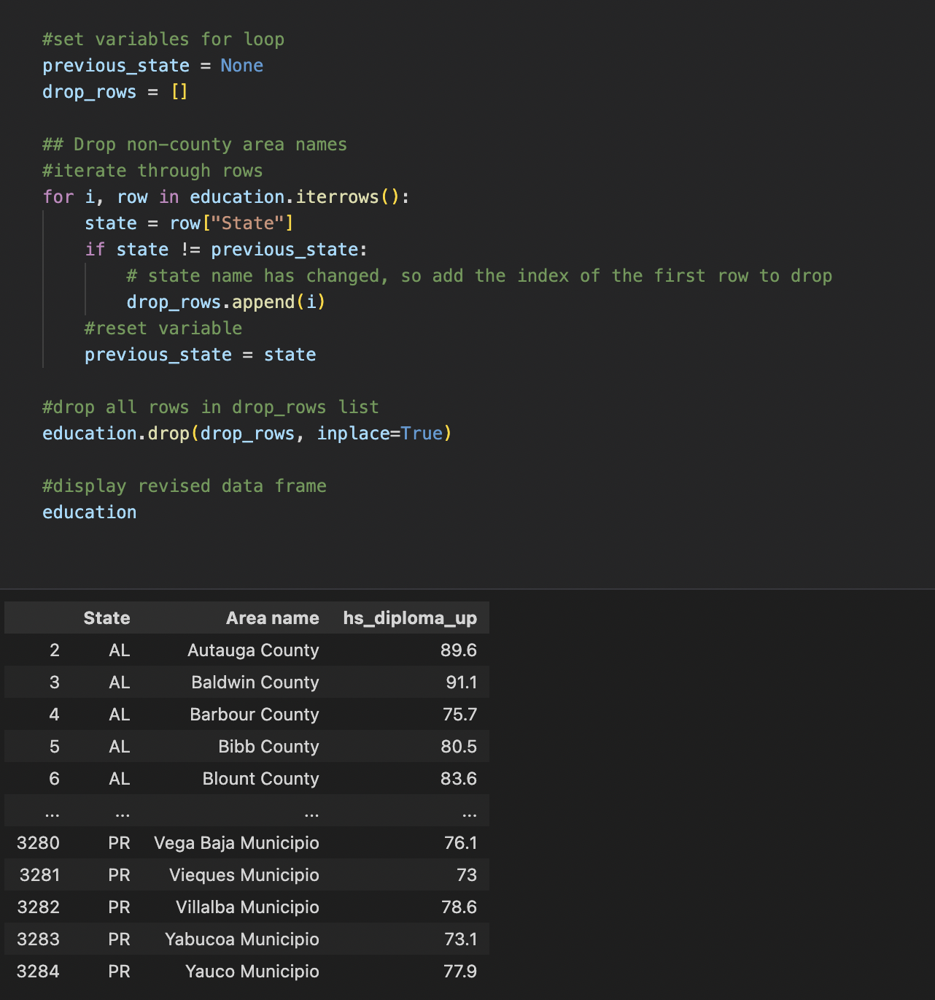 #set variables for loop
previous_state = None
drop_rows = []
## Drop non-county area names
#iterate through rows
for i, row in education.iterrows():
    state = row["State"]
    if state != previous_state:
        # state name has changed, so add the index of the first row to drop
        drop_rows.append(i)
    #reset variable
    previous_state = state
#drop all rows in drop_rows list
education.drop(drop_rows, inplace=True)
#display revised data frame
education
State Area name hs_diploma_up
2 AL Autauga County 89.6
3 AL Baldwin County 91.1
4 AL Barbour County 75.7
5 AL Bibb County 80.5
6 AL Blount County 83.6
... ... ... ...
3280 PR Vega Baja Municipio 76.1
3281 PR Vieques Municipio 73
3282 PR Villalba Municipio 78.6
3283 PR Yabucoa Municipio 73.1
3284 PR Yauco Municipio 77.9